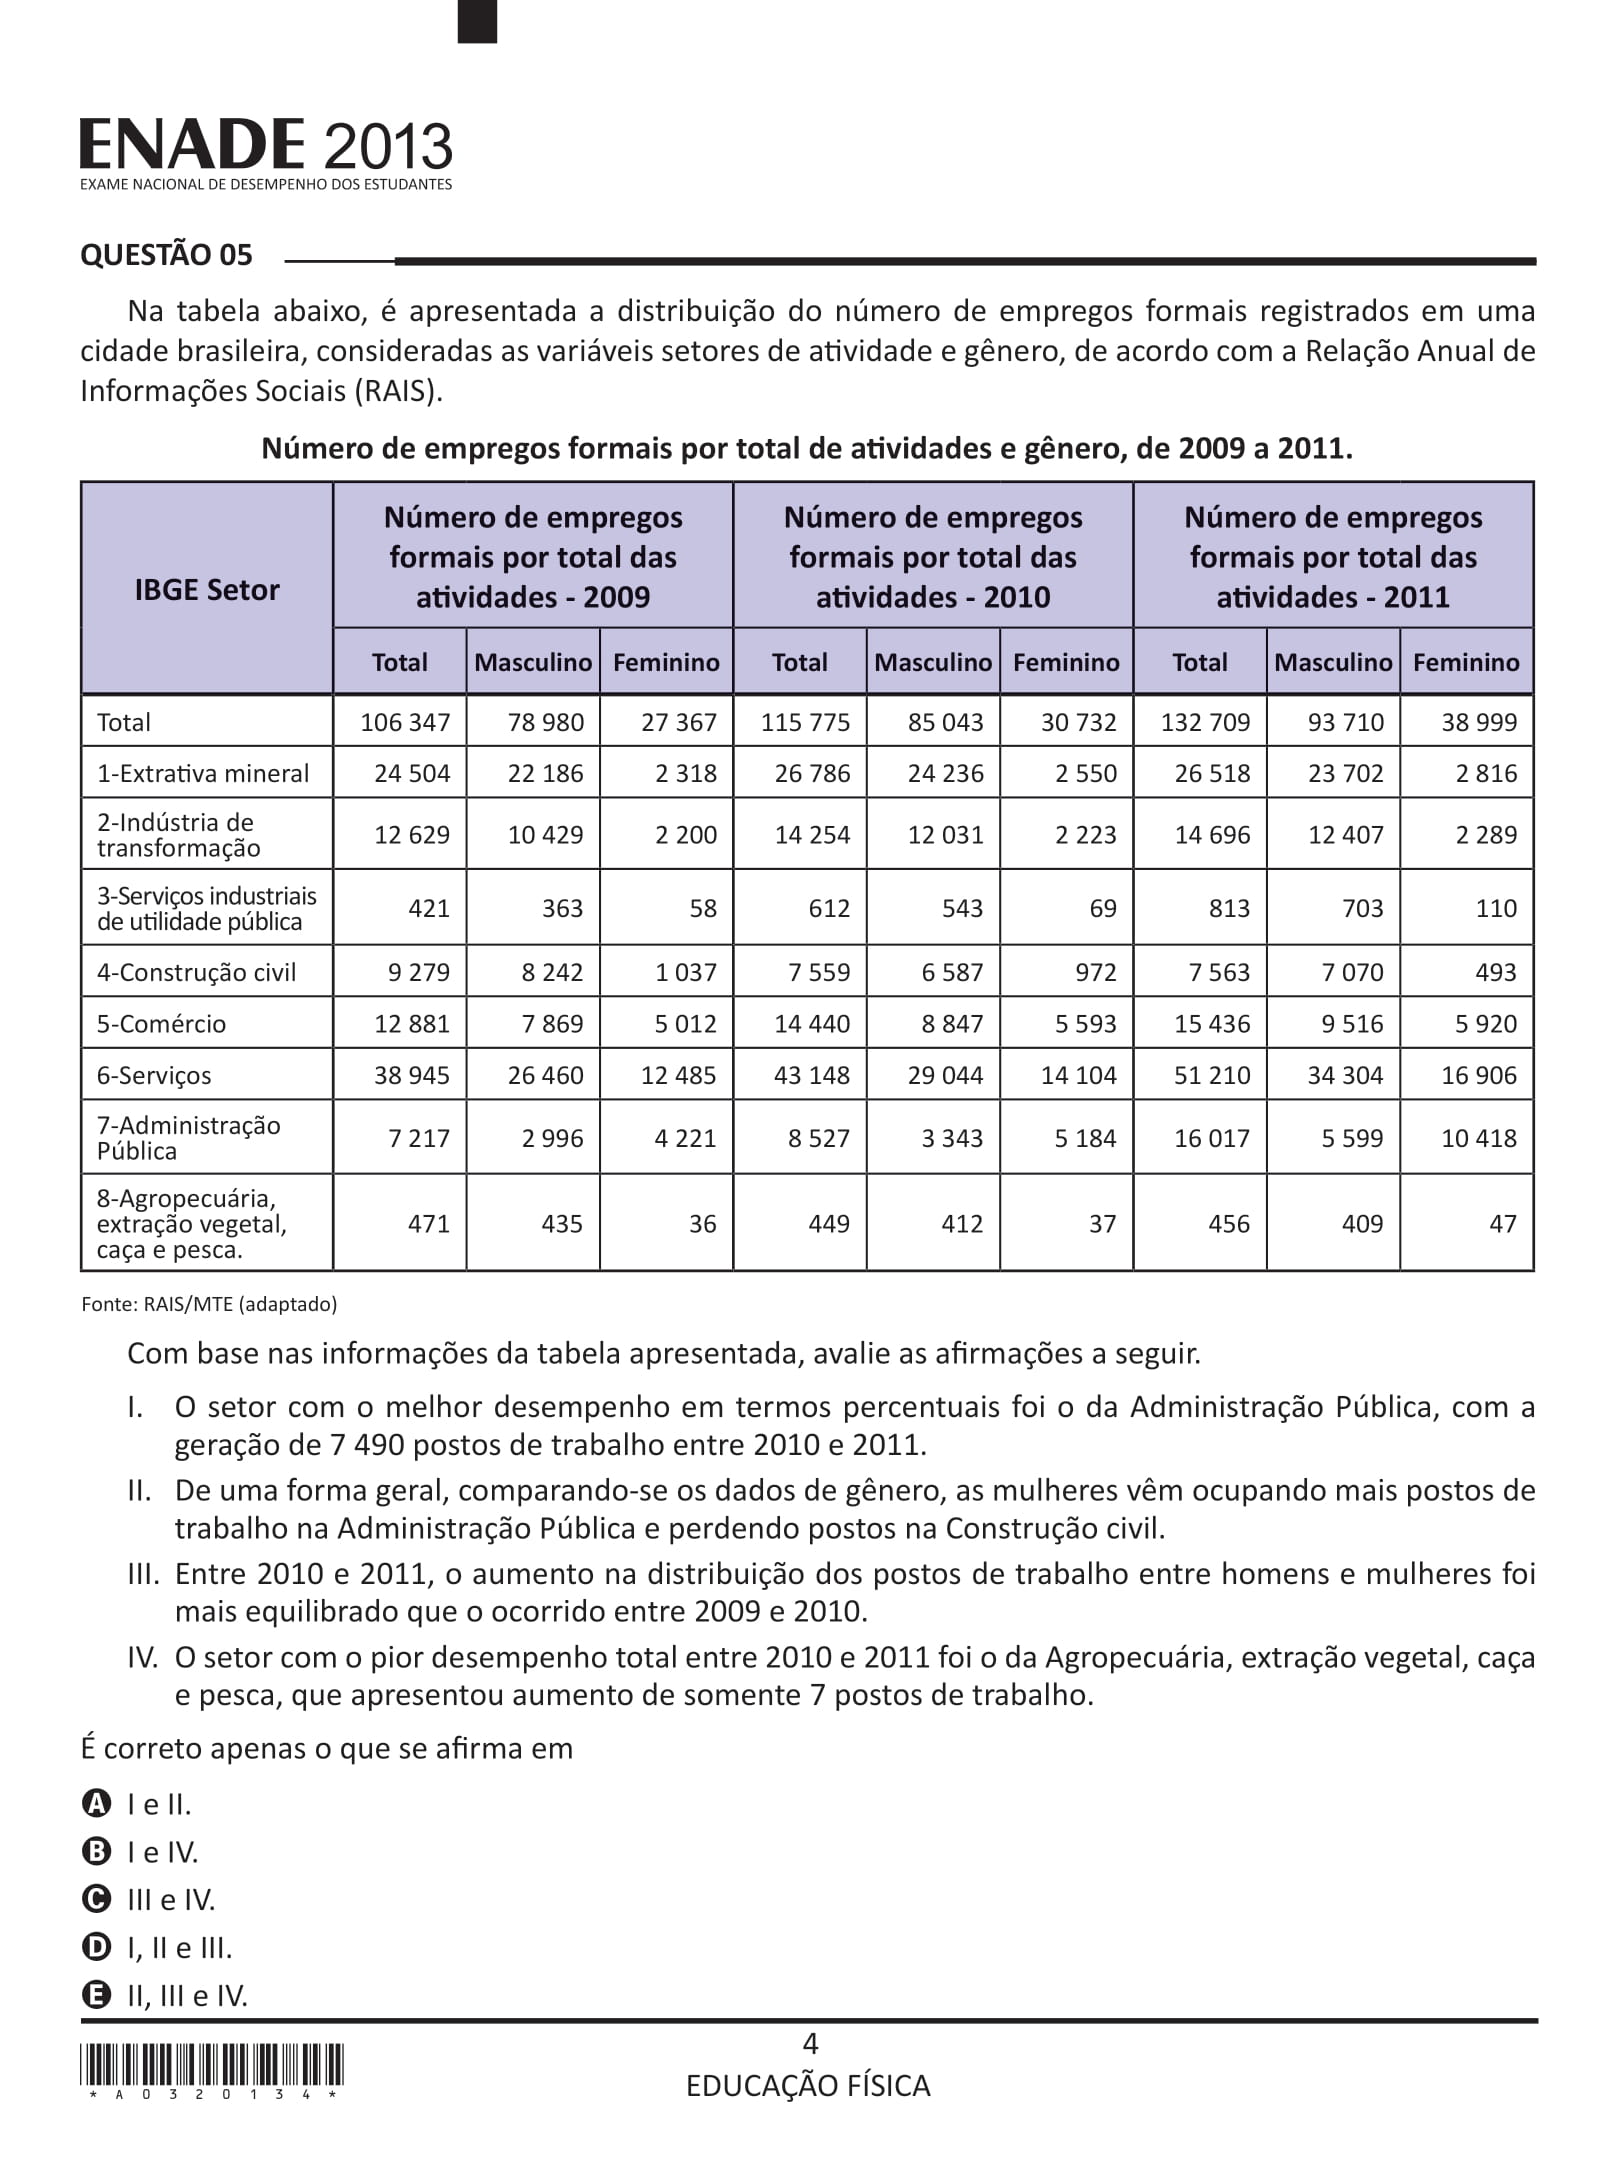 ENADE 2013
EXAME NACIONAL DE DESEMPENHO DOS ESTUDANTES
QUESTÃO 05
Na tabela abaixo, é apresentada a distribuição do número de empregos formais registrados em uma
cidade brasileira, consideradas as variáveis setores de atividade e gênero, de acordo com a Relação Anual de
Informações Sociais (RAIS).
Número de empregos formais por total de atividades e gênero, de 2009 a 2011.
IBGE Setor
Número de empregos
formais por total das
atividades - 2009
Número de empregos
formais por total das
atividades - 2010
Número de empregos
formais por total das
atividades - 2011
Total Masculino Feminino Total Masculino Feminino Total Masculino Feminino
Total 106 347 78 980 27 367 115 775 85 043 30 732 132 709 93 710 38 999
1-Extrativa mineral 24 504 22 186 2 318 26 786 24 236 2 550 26 518 23 702 2 816
2-Indústria de
transformação 12 629 10 429 2 200 14 254 12 031 2 223 14 696 12 407 2 289
3-Serviços industriais
de utilidade pública 421 363 58 612 543 69 813 703 110
4-Construção civil 9 279 8 242 1 037 7 559 6 587 972 7 563 7 070 493
5-Comércio 12 881 7 869 5 012 14 440 8 847 5 593 15 436 9 516 5 920
6-Serviços 38 945 26 460 12 485 43 148 29 044 14 104 51 210 34 304 16 906
7-Administração
Pública 7 217 2 996 4 221 8 527 3 343 5 184 16 017 5 599 10 418
8-Agropecuária,
extração vegetal,
caça e pesca. 471 435 36 449 412 37 456 409 47
Fonte: RAIS/MTE (adaptado)
Com base nas informações da tabela apresentada, avalie as afirmações a seguir.
I. O setor com o melhor desempenho em termos percentuais foi o da Administração Pública, com a
geração de 7 490 postos de trabalho entre 2010 e 2011.
II. De uma forma geral, comparando-se os dados de gênero, as mulheres vêm ocupando mais postos de
trabalho na Administração Pública e perdendo postos na Construção civil.
III. Entre 2010 e 2011, o aumento na distribuição dos postos de trabalho entre homens e mulheres foi
mais equilibrado que o ocorrido entre 2009 e 2010.
IV. O setor com o pior desempenho total entre 2010 e 2011 foi o da Agropecuária, extração vegetal, caça
e pesca, que apresentou aumento de somente 7 postos de trabalho.
É correto apenas o que se afirma em
A I e II.
B I e IV.
C III e IV.
D I, II e III.
E II, III e IV.
4
EDUCAÇÃO FÍSICA
* A 0 3 2 0 1 3 4 *